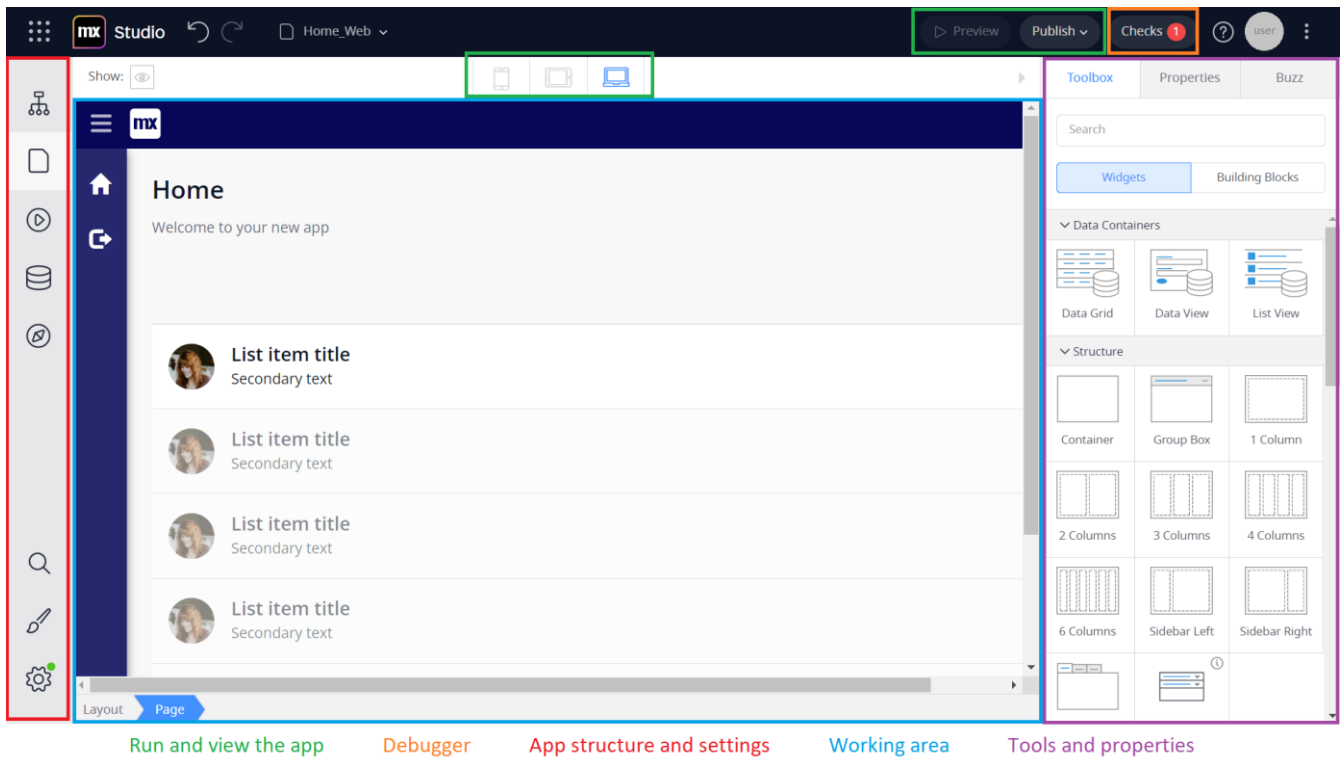 mx Studio Home_Web Preview Publish Checks 1 ? user
Show:
Toolbox Properties Buzz
mx
Search
Home
Widgets Building Blocks
Welcome to your new app
Data Containers
Data Grid Data View List View
Structure
List item title
Secondary text
Container Group Box 1 Column
List item title
Secondary text
List item title
2 Columns 3 Columns 4 Columns
Secondary text
List item title
Secondary text
6 Columns Sidebar Left Sidebar Right
Layout Page
Run and view the app Debugger App structure and settings Working area Tools and properties